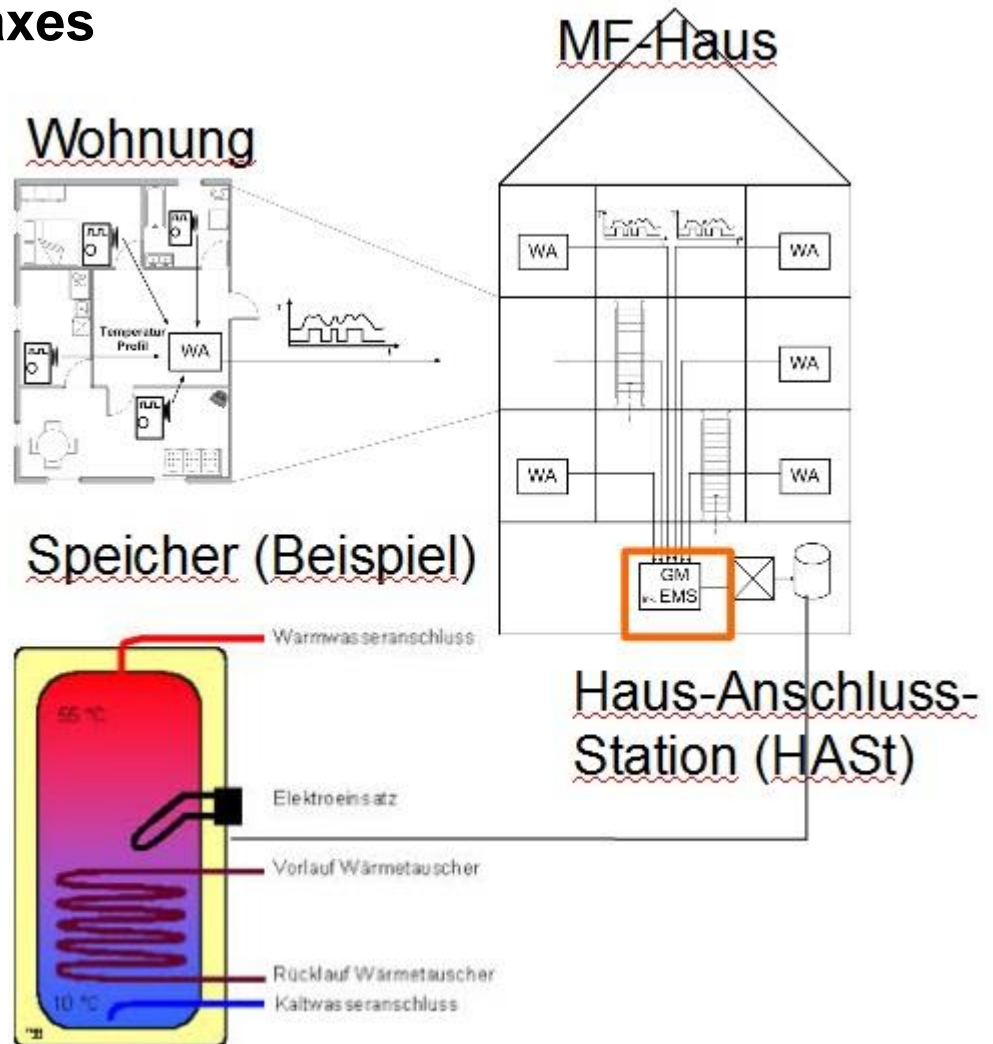 axes
MF-Haus
Wohnung
Temperatur
Profil
WA
WA
WA
WA
WA
WA
GM
EMS
Speicher (Beispiel)
Haus-Anschluss-
Station (HASt)
Warmwasseranschluss
55 °C
Elektroeinsatz
Vorlauf Wärmetauscher
Rücklauf Wärmetauscher
10 °C
Kaltwasseranschluss